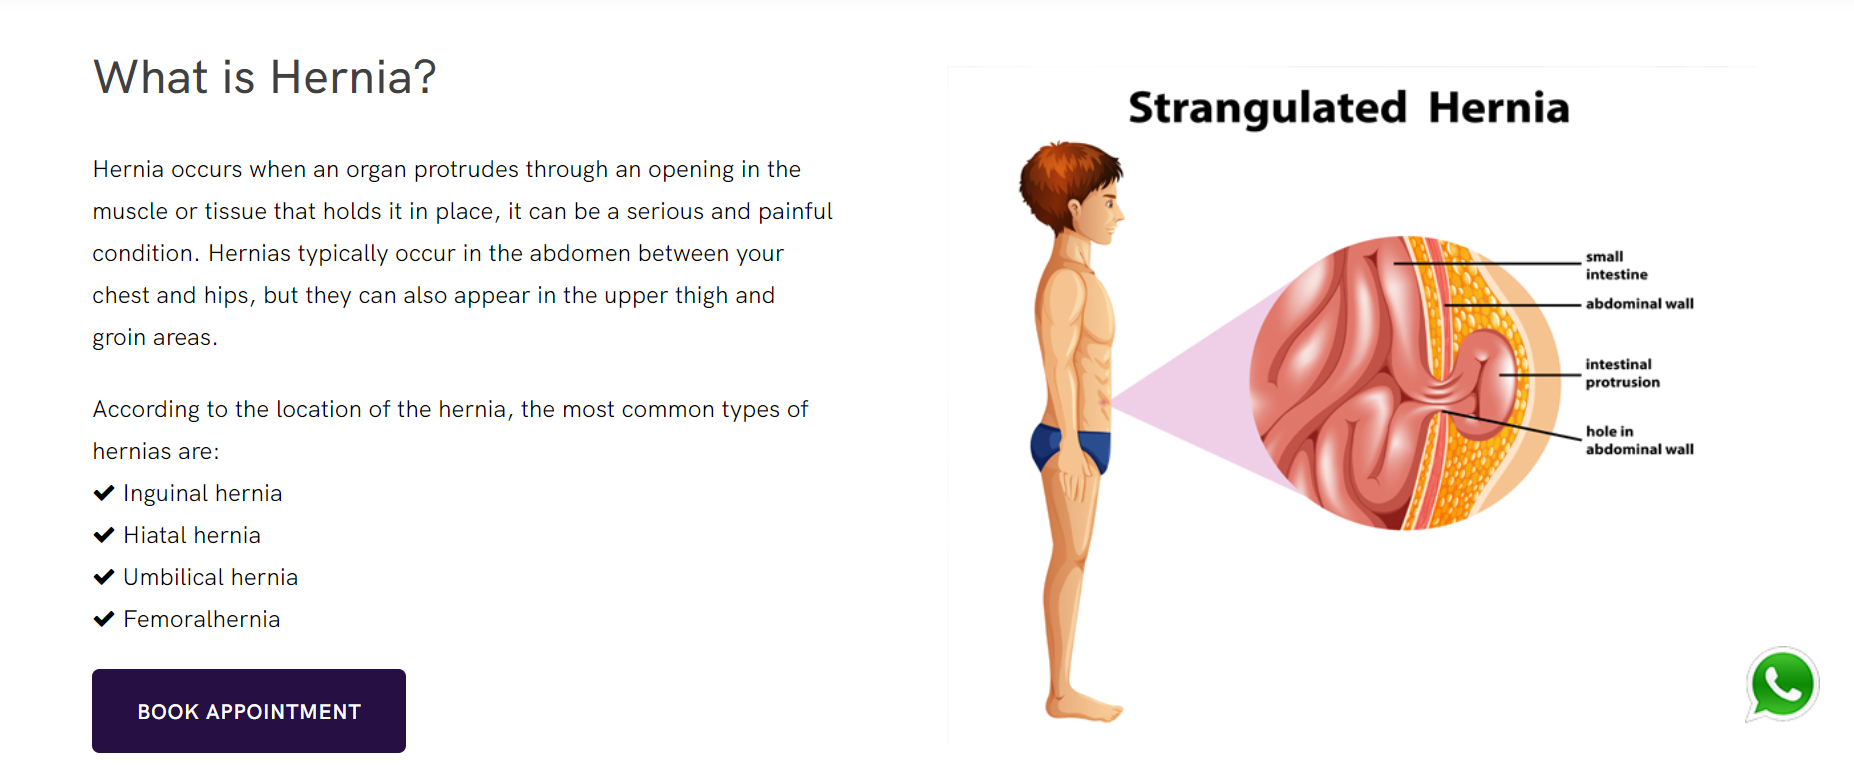 What is Hernia?
Hernia occurs when an organ protrudes through an opening in the
muscle or tissue that holds it in place, it can be a serious and painful
condition. Hernias typically occur in the abdomen between your
chest and hips, but they can also appear in the upper thigh and
groin areas.
According to the location of the hernia, the most common types of
hernias are:
✔ Inguinal hernia
✔ Hiatal hernia
✔ Umbilical hernia
✔ Femoralhernia
BOOK APPOINTMENT
Strangulated Hernia
small
intestine
abdominal wall
intestinal
protrusion
hole in
abdominal wall